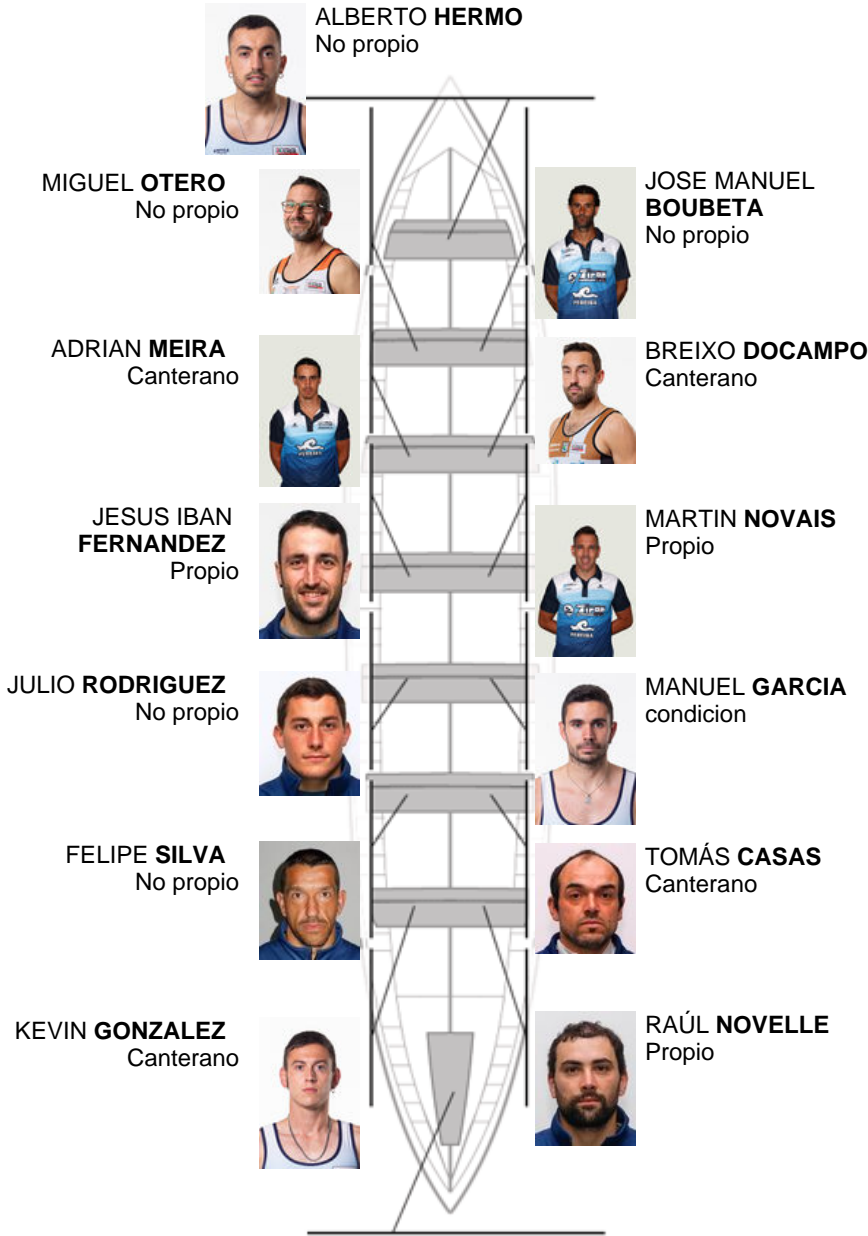 ALBERTO HERMO
No propio
MIGUEL OTERO
No propio
JOSE MANUEL
BOUBETA
No propio
ADRIAN MEIRA
Canterano
BREIXO DOCAMPO
Canterano
JESUS IBAN
FERNANDEZ
Propio
MARTIN NOVAIS
Propio
JULIO RODRIGUEZ
No propio
MANUEL GARCIA
condicion
FELIPE SILVA
No propio
TOMÁS CASAS
Canterano
KEVIN GONZALEZ
Canterano
RAÚL NOVELLE
Propio